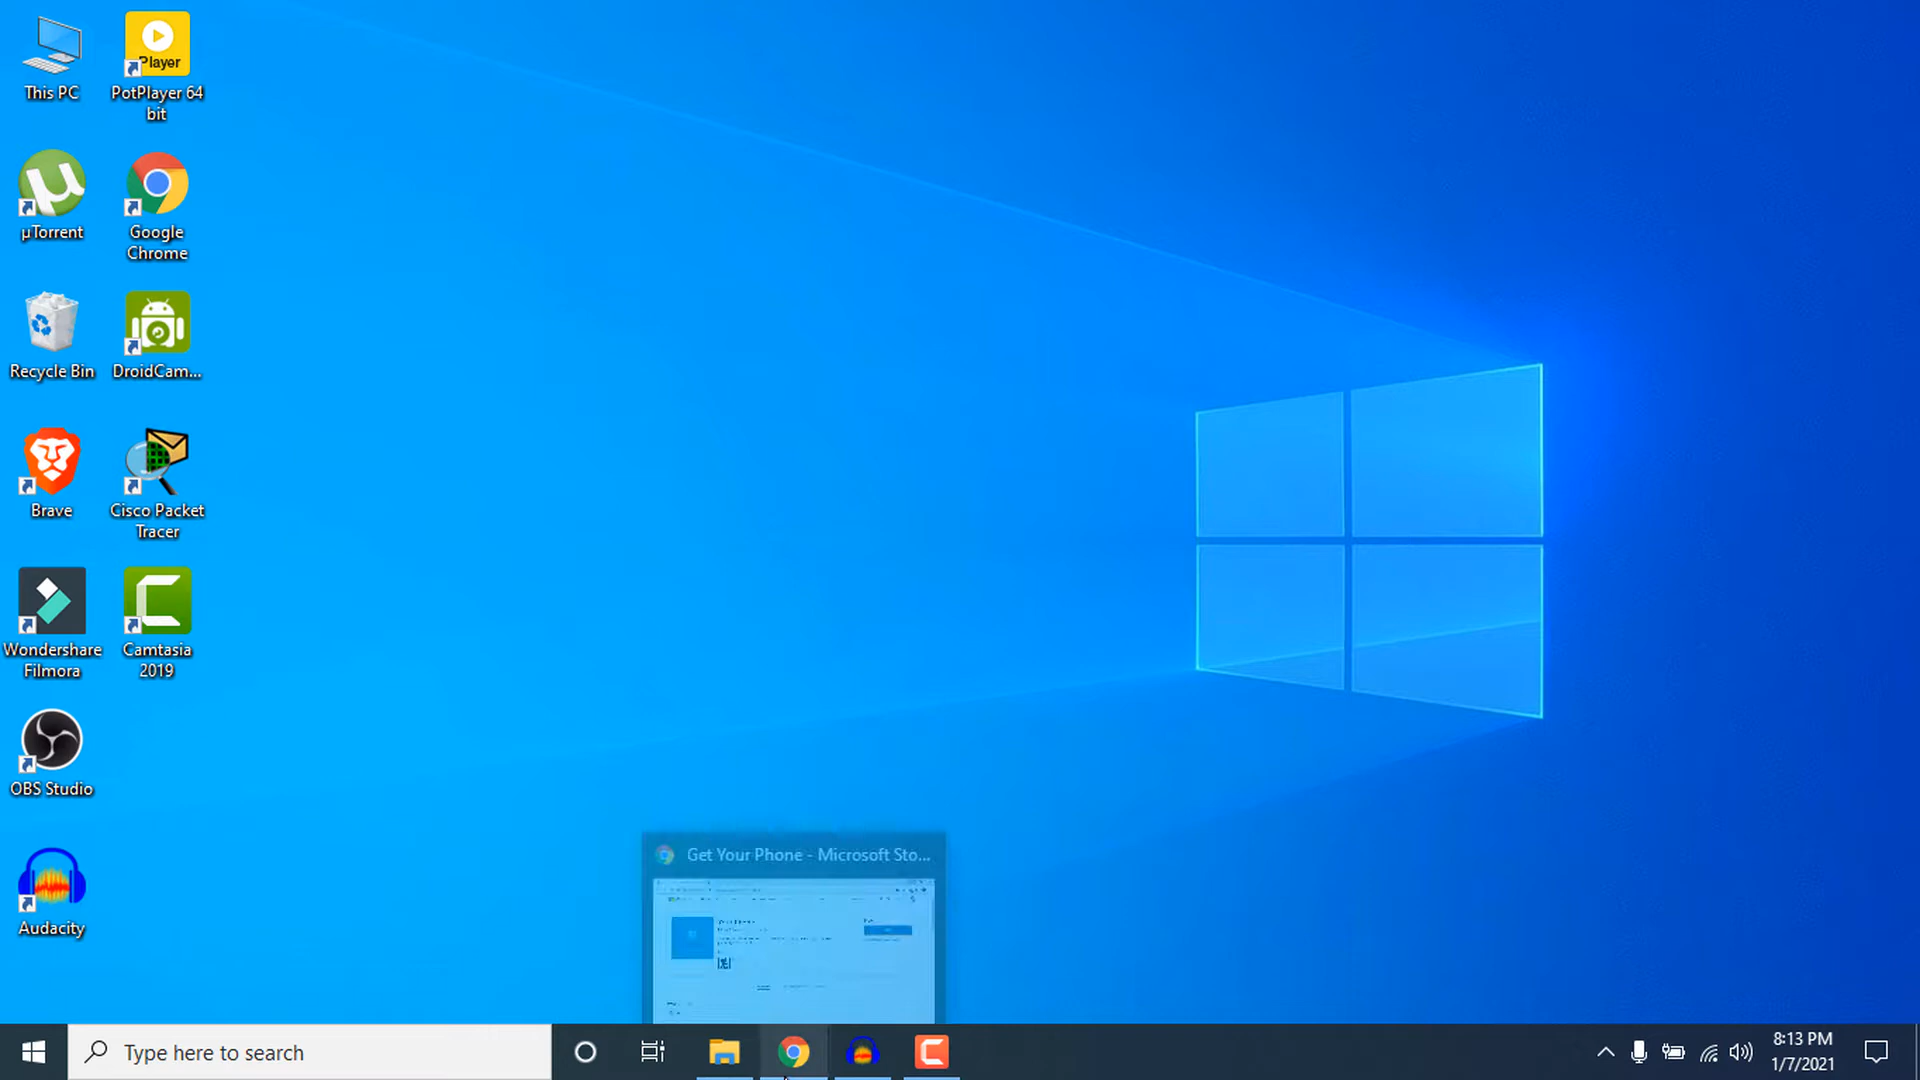 This PC
Player
PotPlayer 64
bit
µ
µTorrent
Google
Chrome
Recycle Bin
DroidCam...
Brave
Cisco Packet
Tracer
Wondershare
Filmora
Camtasia
2019
OBS Studio
Audacity
Get Your Phone - Microsoft Sto...
Type here to search
8:13 PM
1/7/2021